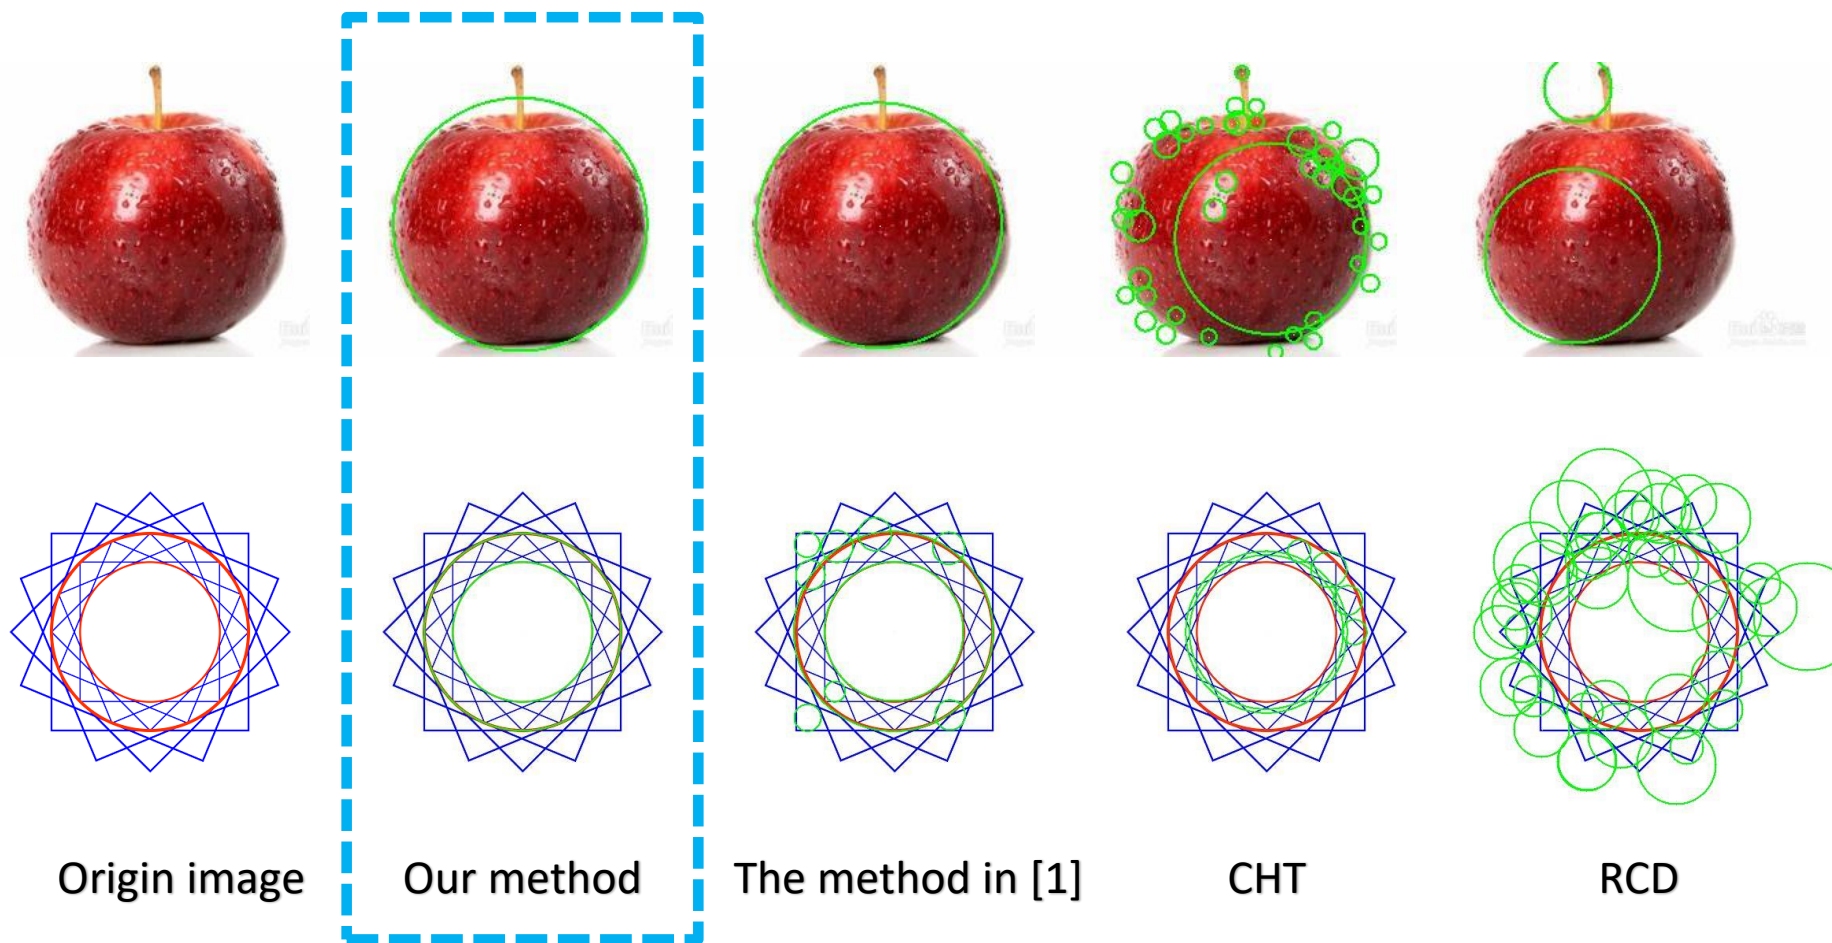 Origin image
Our method
The method in [1]
CHT
RCD